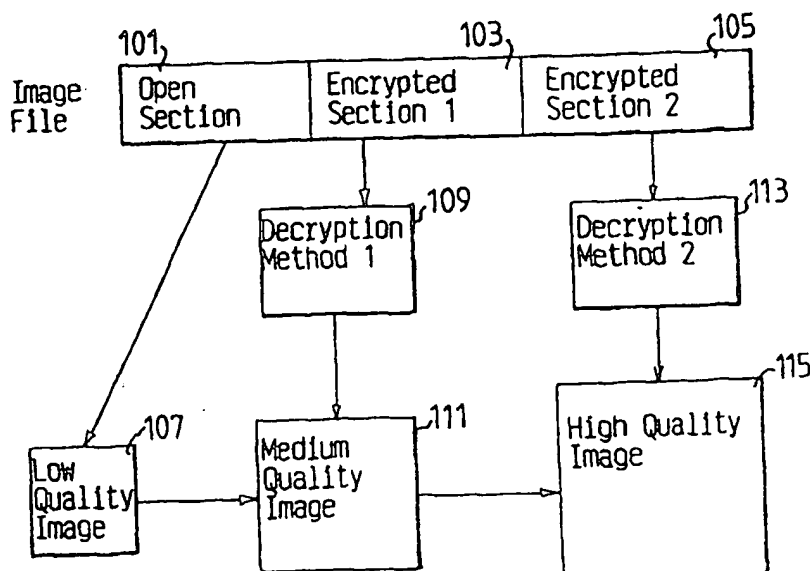 101
103
105
Image
File
Open
Section
Encrypted
Section 1
Encrypted
Section 2
109
Decryption
Method 1
113
Decryption
Method 2
107
Low
Quality
Image
111
Medium
Quality
Image
115
High Quality
Image